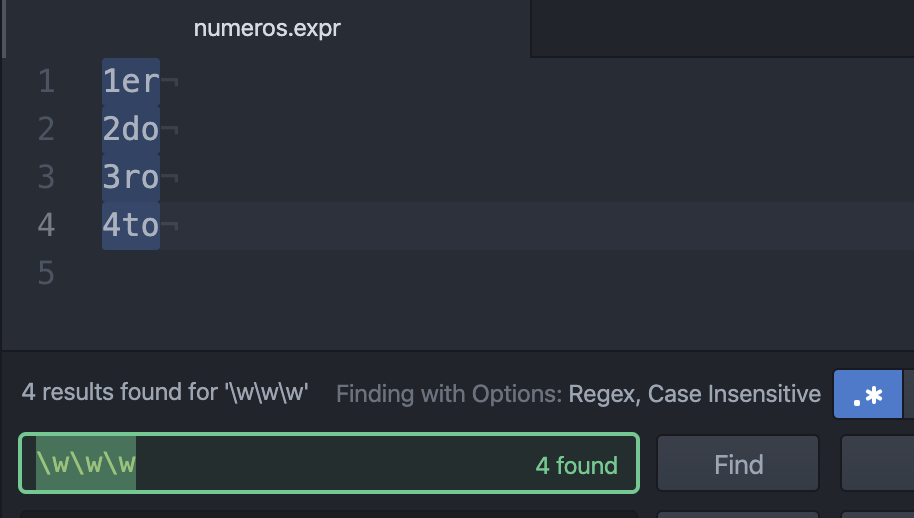 numeros.expr
1 1er¬
2 2do¬
3 3ro¬
4 4to¬
5
4 results found for '\w\w\w' Finding with Options: Regex, Case Insensitive .*
\w\w\w 4 found Find